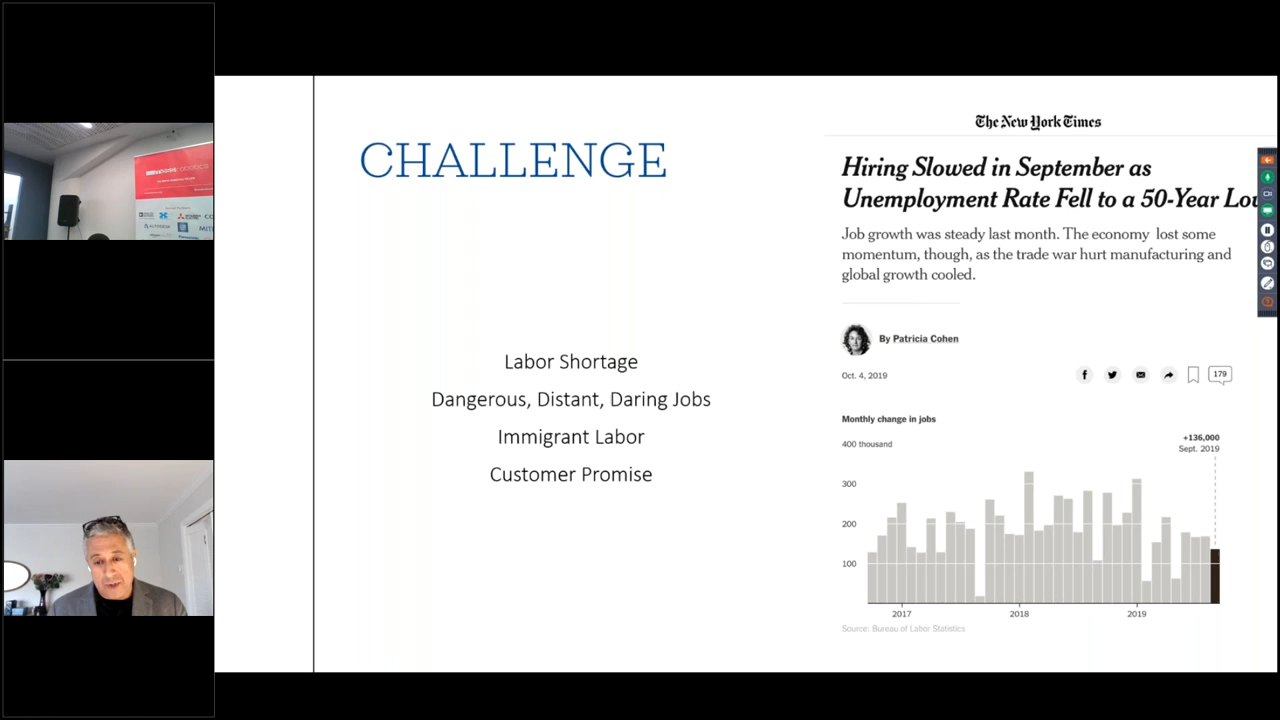 robotics
AUTODESK
CHALLENGE
Labor Shortage
Dangerous, Distant, Daring Jobs
Immigrant Labor
Customer Promise
The New York Times
Hiring Slowed in September as
Unemployment Rate Fell to a 50-Year Lo
Job growth was steady last month. The economy lost some
momentum, though, as the trade war hurt manufacturing and
global growth cooled.
By Patricia Cohen
Oct. 4, 2019
179
Monthly change in jobs
400 thousand
+136,000
Sept. 2019
300
200
100
2017 2018 2019
Source: Bureau of Labor Statistics